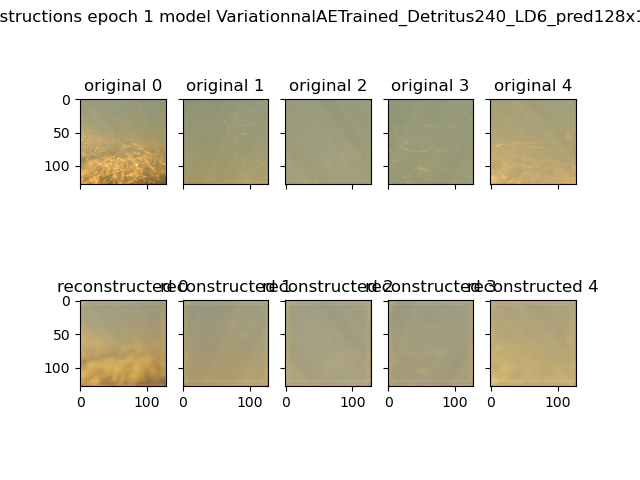 structions epoch 1 model VariationnalAETrained_Detritus240_LD6_pred128x1
original 0 original 1 original 2 original 3 original 4
0
50
100
reconstructed 0 reconstructed 1 reconstructed 2 reconstructed 3 reconstructed 4
0
50
100
0 100 0 100 0 100 0 100 0 100